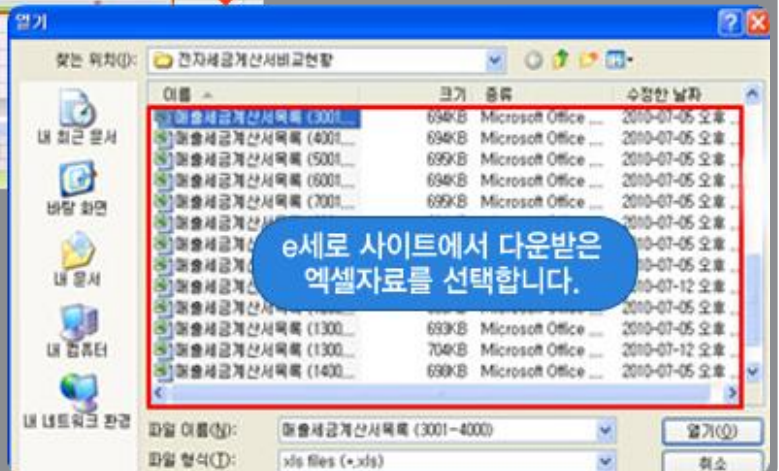 열기
찾는 위치(I):
전자세금계산서비교현황
이름
크기
종류
수정한 날짜
매출세금계산서목록 (3001,... 694KB Microsoft Office ... 2010-07-05 오후 ...
매출세금계산서목록 (4001,... 694KB Microsoft Office ... 2010-07-05 오후 ...
매출세금계산서목록 (5001,... 695KB Microsoft Office ... 2010-07-05 오후 ...
매출세금계산서목록 (6001,... 694KB Microsoft Office ... 2010-07-05 오후 ...
매출세금계산서목록 (7001,... 695KB Microsoft Office ... 2010-07-05 오후 ...
e세로 사이트에서 다운받은
엑셀자료를 선택합니다.
매출세금계산서목록 (1300,... 693KB Microsoft Office ... 2010-07-05 오후 ...
매출세금계산서목록 (1300,... 704KB Microsoft Office ... 2010-07-12 오후 ...
매출세금계산서목록 (1400,... 698KB Microsoft Office ... 2010-07-05 오후 ...
내 최근 문서
바탕 화면
내 문서
내 컴퓨터
내 네트워크 환경
파일 이름(N):
매출세금계산서목록 (3001-4000)
열기(O)
파일 형식(T):
xls files (*.xls)
취소